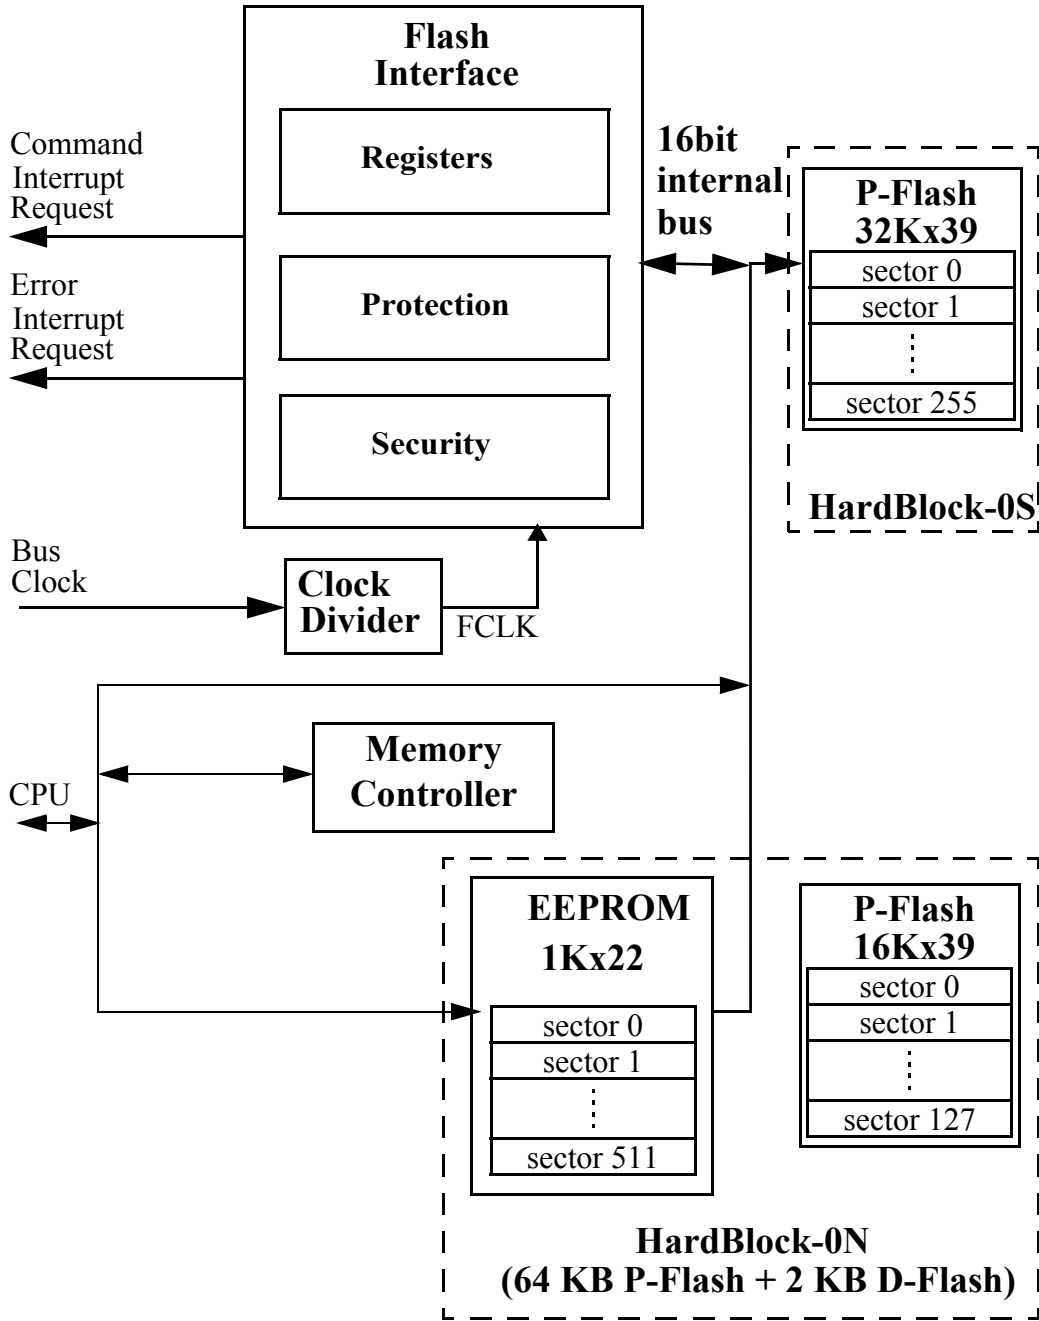 Flash
Interface
Registers
Protection
Security
Command
Interrupt
Request
Error
Interrupt
Request
16bit
internal
bus
P-Flash
32Kx39
sector 0
sector 1
sector 255
HardBlock-0S
Bus
Clock
Clock
Divider
FCLK
Memory
Controller
CPU
EEPROM
1Kx22
sector 0
sector 1
sector 511
P-Flash
16Kx39
sector 0
sector 1
sector 127
HardBlock-0N
(64 KB P-Flash + 2 KB D-Flash)